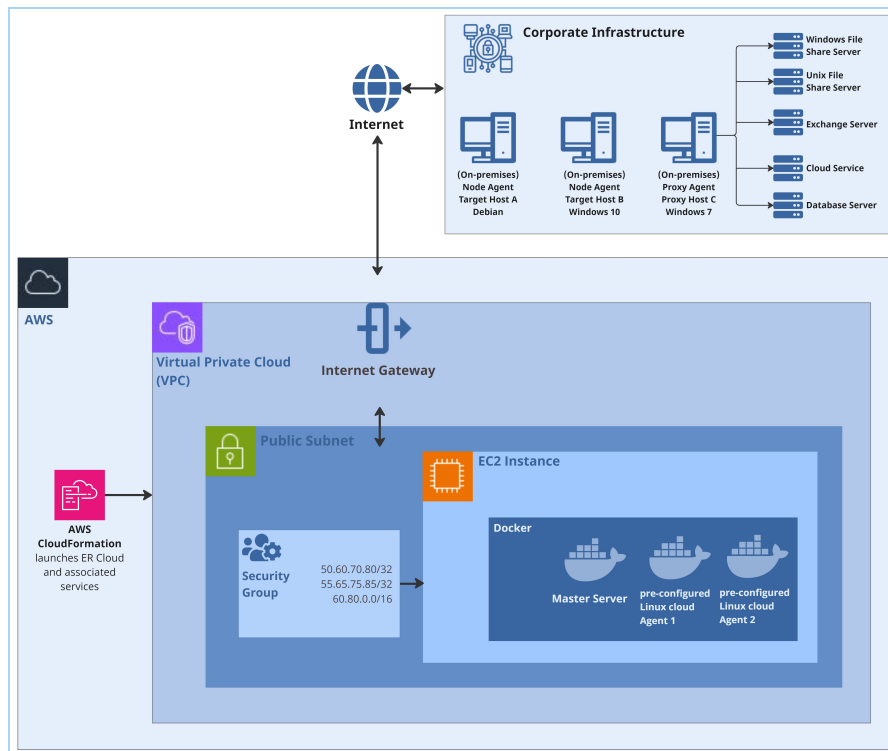 Corporate Infrastructure
Windows File
Share Server
Unix File
Share Server
Exchange Server
Cloud Service
Database Server
Internet
(On-premises)
Node Agent
Target Host A
Debian
(On-premises)
Node Agent
Target Host B
Windows 10
(On-premises)
Proxy Agent
Proxy Host C
Windows 7
AWS
Virtual Private Cloud
(VPC)
Internet Gateway
Public Subnet
EC2 Instance
AWS
CloudFormation
launches ER Cloud
and associated
services
Security
Group
50.60.70.80/32
55.65.75.85/32
60.80.0.0/16
Docker
Master Server
pre-configured
Linux cloud
Agent 1
pre-configured
Linux cloud
Agent 2